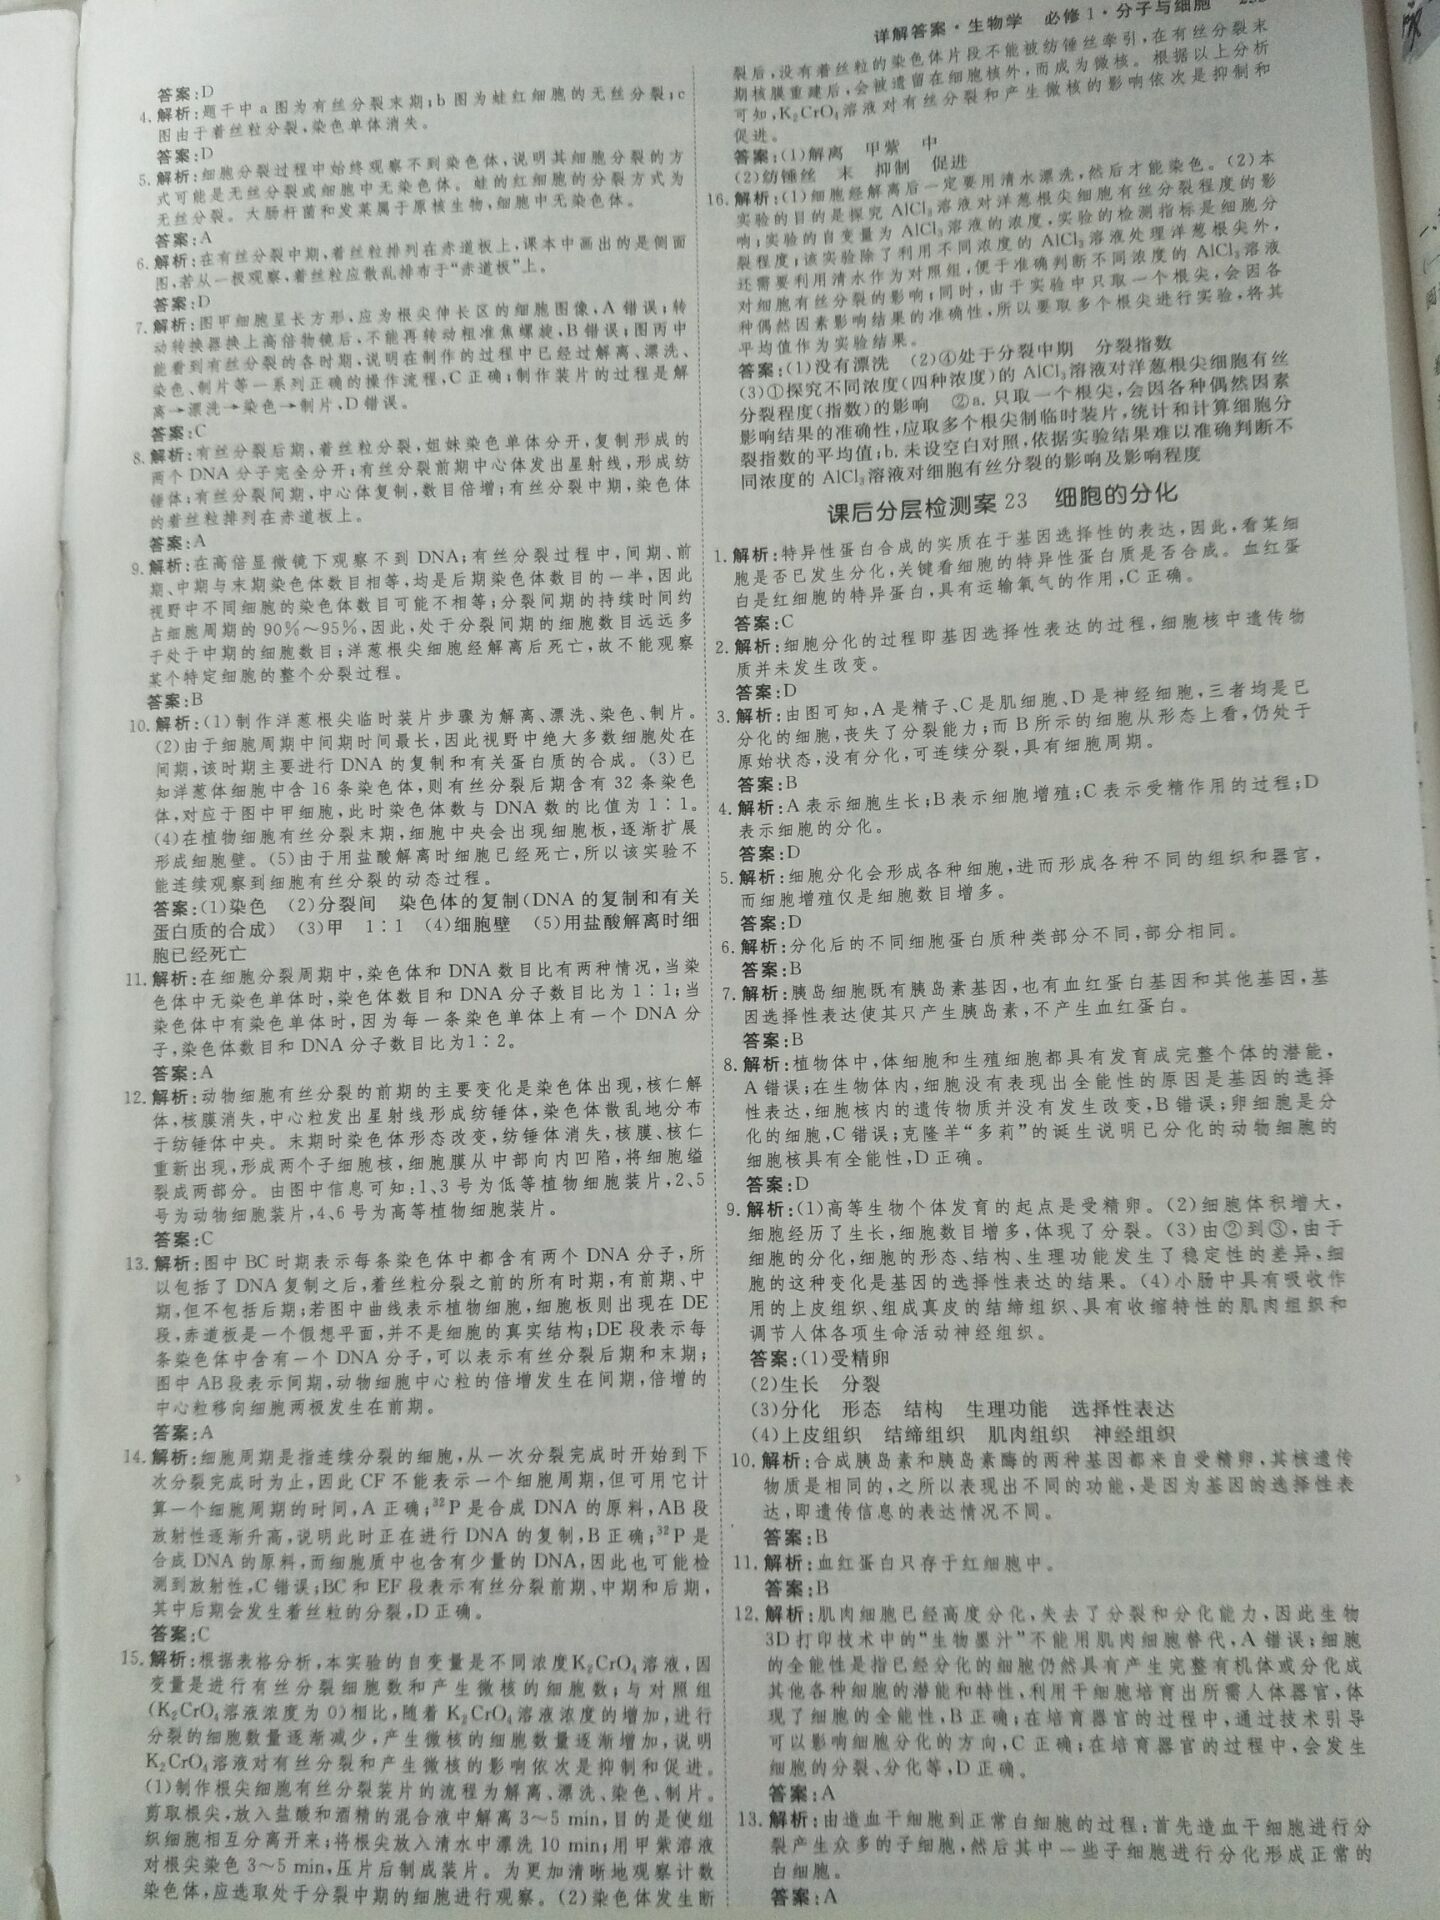 详解答案·生物学 必修1·分子与细胞
答案:D
4.解析:题干中a图为有丝分裂末期;b图为蛙红细胞的无丝分裂;c
图由于着丝粒分裂,染色单体消失。
答案:D
5.解析:细胞分裂过程中始终观察不到染色体,说明其细胞分裂的方
式可能是无丝分裂或细胞中无染色体。蛙的红细胞的分裂方式为
无丝分裂。大肠杆菌和发菜属于原核生物,细胞中无染色体。
答案:A
6.解析:在有丝分裂中期,着丝粒排列在赤道板上,课本中画出的是侧面
图,若从一极观察,着丝粒应散乱排布于“赤道板”上。
答案:D
7.解析:图甲细胞呈长方形,应为根尖伸长区的细胞图像,A错误;转
动转换器换上高倍物镜后,不能再转动粗准焦螺旋,B错误;图丙中
能看到有丝分裂的各时期,说明在制作的过程中已经过解离、漂洗、
染色、制片等一系列正确的操作流程,C正确;制作装片的过程是解
离→漂洗→染色→制片,D错误。
答案:C
8.解析:有丝分裂后期,着丝粒分裂,姐妹染色单体分开,复制形成的
两个DNA分子完全分开;有丝分裂前期中心体发出星射线,形成纺
锤体;有丝分裂间期,中心体复制,数目倍增;有丝分裂中期,染色体
的着丝粒排列在赤道板上。
答案:A
9.解析:在高倍显微镜下观察不到DNA;有丝分裂过程中,间期、前
期、中期与末期染色体数目相等,均是后期染色体数目的一半,因此
视野中不同细胞的染色体数目可能不相等;分裂间期的持续时间约
占细胞周期的90%～95%,因此,处于分裂间期的细胞数目远远多
于处于中期的细胞数目;洋葱根尖细胞经解离后死亡,故不能观察
某个特定细胞的整个分裂过程。
答案:B
10.解析:(1)制作洋葱根尖临时装片步骤为解离、漂洗、染色、制片。
(2)由于细胞周期中间期时间最长,因此视野中绝大多数细胞处在
间期,该时期主要进行DNA的复制和有关蛋白质的合成。(3)已
知洋葱体细胞中含16条染色体,则有丝分裂后期含有32条染色
体,对应于图中甲细胞,此时染色体数与DNA数的比值为1∶1。
(4)在植物细胞有丝分裂末期,细胞中央会出现细胞板,逐渐扩展
形成细胞壁。(5)由于用盐酸解离时细胞已经死亡,所以该实验不
能连续观察到细胞有丝分裂的动态过程。
答案:(1)染色 (2)分裂间 染色体的复制(DNA的复制和有关
蛋白质的合成) (3)甲 1∶1 (4)细胞壁 (5)用盐酸解离时细
胞已经死亡
11.解析:在细胞分裂周期中,染色体和DNA数目比有两种情况,当染
色体中无染色单体时,染色体数目和DNA分子数目比为1∶1;当
染色体中有染色单体时,因为每一条染色单体上有一个DNA分
子,染色体数目和DNA分子数目比为1∶2。
答案:A
12.解析:动物细胞有丝分裂的前期的主要变化是染色体出现,核仁解
体,核膜消失,中心粒发出星射线形成纺锤体,染色体散乱地分布
于纺锤体中央。末期时染色体形态改变,纺锤体消失,核膜、核仁
重新出现,形成两个子细胞核,细胞膜从中部向内凹陷,将细胞缢
裂成两部分。由图中信息可知:1、3号为低等植物细胞装片,2、5
号为动物细胞装片,4、6号为高等植物细胞装片。
答案:C
13.解析:图中BC时期表示每条染色体中都含有两个DNA分子,所
以包括了DNA复制之后,着丝粒分裂之前的所有时期,有前期、中
期,但不包括后期;若图中曲线表示植物细胞,细胞板则出现在DE
段,赤道板是一个假想平面,并不是细胞的真实结构;DE段表示每
条染色体中含有一个DNA分子,可以表示有丝分裂后期和末期;
图中AB段表示间期,动物细胞中心粒的倍增发生在间期,倍增的
中心粒移向细胞两极发生在前期。
答案:A
14.解析:细胞周期是指连续分裂的细胞,从一次分裂完成时开始到下
次分裂完成时为止,因此CF不能表示一个细胞周期,但可用它计
算一个细胞周期的时间,A正确;³²P是合成DNA的原料,AB段
放射性逐渐升高,说明此时正在进行DNA的复制,B正确;³²P是
合成DNA的原料,而细胞质中也含有少量的DNA,因此也可能检
测到放射性,C错误;BC和EF段表示有丝分裂前期、中期和后期,
其中后期会发生着丝粒的分裂,D正确。
答案:C
15.解析:根据表格分析,本实验的自变量是不同浓度K₂CrO₄溶液,因
变量是进行有丝分裂细胞数和产生微核的细胞数;与对照组
(K₂CrO₄溶液浓度为0)相比,随着K₂CrO₄溶液浓度的增加,进行
分裂的细胞数量逐渐减少,产生微核的细胞数量逐渐增加,说明
K₂CrO₄溶液对有丝分裂和产生微核的影响依次是抑制和促进。
(1)制作根尖细胞有丝分裂装片的流程为解离、漂洗、染色、制片。
剪取根尖,放入盐酸和酒精的混合液中解离3～5 min,目的是使组
织细胞相互分离开来;将根尖放入清水中漂洗10 min;用甲紫溶液
对根尖染色3～5 min,压片后制成装片。为更加清晰地观察计数
染色体,应选取处于分裂中期的细胞进行观察。(2)染色体发生断
裂后,没有着丝粒的染色体片段不能被纺锤丝牵引,在有丝分裂末
期核膜重建后,会被遗留在细胞核外,而成为微核。根据以上分析
可知,K₂CrO₄溶液对有丝分裂和产生微核的影响依次是抑制和
促进。
答案:(1)解离 甲紫 中
(2)纺锤丝 末 抑制 促进
16.解析:(1)细胞经解离后一定要用清水漂洗,然后才能染色。(2)本
实验的目的是探究AlCl₃溶液对洋葱根尖细胞有丝分裂程度的影
响;实验的自变量为AlCl₃溶液的浓度,实验的检测指标是细胞分
裂程度;该实验除了利用不同浓度的AlCl₃溶液处理洋葱根尖外,
还需要利用清水作为对照组,便于准确判断不同浓度的AlCl₃溶液
对细胞有丝分裂的影响;同时,由于实验中只取一个根尖,会因各
种偶然因素影响结果的准确性,所以要取多个根尖进行实验,将其
平均值作为实验结果。
答案:(1)没有漂洗 (2)④处于分裂中期 分裂指数
(3)①探究不同浓度(四种浓度)的AlCl₃溶液对洋葱根尖细胞有丝
分裂程度(指数)的影响 ②a.只取一个根尖,会因各种偶然因素
影响结果的准确性,应取多个根尖制临时装片,统计和计算细胞分
裂指数的平均值;b.未设空白对照,依据实验结果难以准确判断不
同浓度的AlCl₃溶液对细胞有丝分裂的影响及影响程度
课后分层检测案23 细胞的分化
1.解析:特异性蛋白合成的实质在于基因选择性的表达,因此,看某细
胞是否已发生分化,关键看细胞的特异性蛋白质是否合成。血红蛋
白是红细胞的特异蛋白,具有运输氧气的作用,C正确。
答案:C
2.解析:细胞分化的过程即基因选择性表达的过程,细胞核中遗传物
质并未发生改变。
答案:D
3.解析:由图可知,A是精子、C是肌细胞、D是神经细胞,三者均是已
分化的细胞,丧失了分裂能力;而B所示的细胞从形态上看,仍处于
原始状态,没有分化,可连续分裂,具有细胞周期。
答案:B
4.解析:A表示细胞生长;B表示细胞增殖;C表示受精作用的过程;D
表示细胞的分化。
答案:D
5.解析:细胞分化会形成各种细胞,进而形成各种不同的组织和器官,
而细胞增殖仅是细胞数目增多。
答案:D
6.解析:分化后的不同细胞蛋白质种类部分不同,部分相同。
答案:B
7.解析:胰岛细胞既有胰岛素基因,也有血红蛋白基因和其他基因,基
因选择性表达使其只产生胰岛素,不产生血红蛋白。
答案:B
8.解析:植物体中,体细胞和生殖细胞都具有发育成完整个体的潜能,
A错误;在生物体内,细胞没有表现出全能性的原因是基因的选择
性表达,细胞核内的遗传物质并没有发生改变,B错误;卵细胞是分
化的细胞,C错误;克隆羊“多莉”的诞生说明已分化的动物细胞的
细胞核具有全能性,D正确。
答案:D
9.解析:(1)高等生物个体发育的起点是受精卵。(2)细胞体积增大,
细胞经历了生长,细胞数目增多,体现了分裂。(3)由②到③,由于
细胞的分化,细胞的形态、结构、生理功能发生了稳定性的差异,细
胞的这种变化是基因的选择性表达的结果。(4)小肠中具有吸收作
用的上皮组织、组成真皮的结缔组织、具有收缩特性的肌肉组织和
调节人体各项生命活动神经组织。
答案:(1)受精卵
(2)生长 分裂
(3)分化 形态 结构 生理功能 选择性表达
(4)上皮组织 结缔组织 肌肉组织 神经组织
10.解析:合成胰岛素和胰岛素酶的两种基因都来自受精卵,其核遗传
物质是相同的,之所以表现出不同的功能,是因为基因的选择性表
达,即遗传信息的表达情况不同。
答案:B
11.解析:血红蛋白只存于红细胞中。
答案:B
12.解析:肌肉细胞已经高度分化,失去了分裂和分化能力,因此生物
3D打印技术中的“生物墨汁”不能用肌肉细胞替代,A错误;细胞
的全能性是指已经分化的细胞仍然具有产生完整有机体或分化成
其他各种细胞的潜能和特性,利用干细胞培育出所需人体器官,体
现了细胞的全能性,B正确;在培育器官的过程中,通过技术引导
可以影响细胞分化的方向,C正确;在培育器官的过程中,会发生
细胞的分裂、分化等,D正确。
答案:A
13.解析:由造血干细胞到正常白细胞的过程:首先造血干细胞进行分
裂产生众多的子细胞,然后其中一些子细胞进行分化形成正常的
白细胞。
答案:A